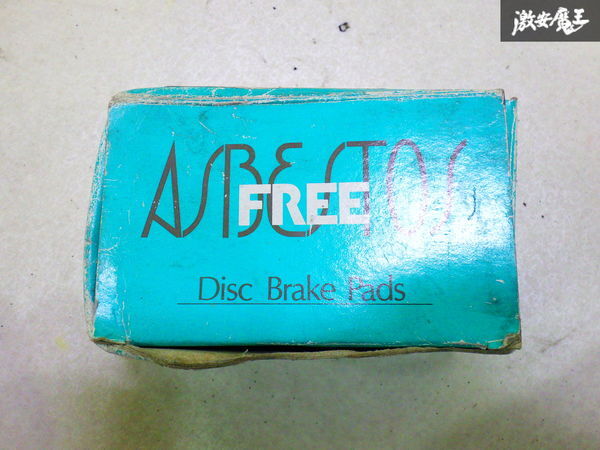 激安魔王
ASBESTOS
FREE
Disc Brake Pads